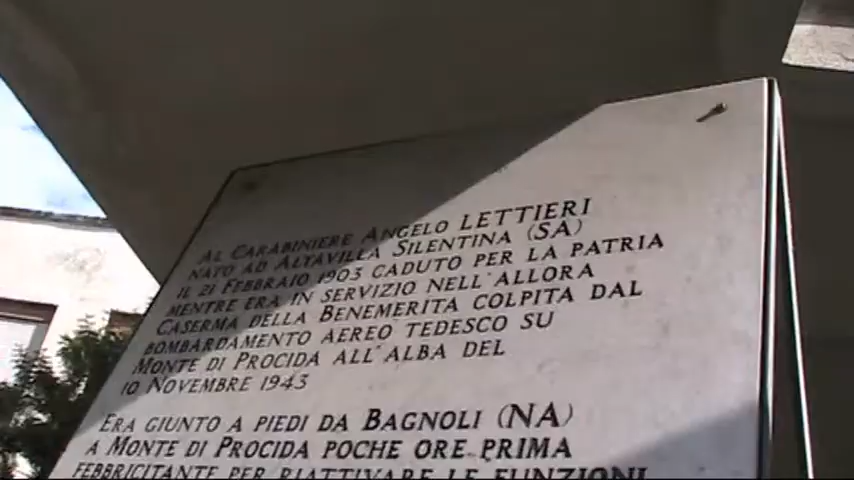 AL CARABINIERE ANGELO LETTIERI
NATO AD ALTAVILLA SILENTINA (SA)
IL 21 FEBBRAIO 1903 CADUTO PER LA PATRIA
MENTRE ERA IN SERVIZIO NELL'ALLORA
CASERMA DELLA BENEMERITA COLPITA DAL
BOMBARDAMENTO AEREO TEDESCO SU
MONTE DI PROCIDA ALL'ALBA DEL
10 NOVEMBRE 1943
ERA GIUNTO A PIEDI DA BAGNOLI (NA)
A MONTE DI PROCIDA POCHE ORE PRIMA
FEBBRICITANTE PER RIATTIVARE LE FUNZIONI